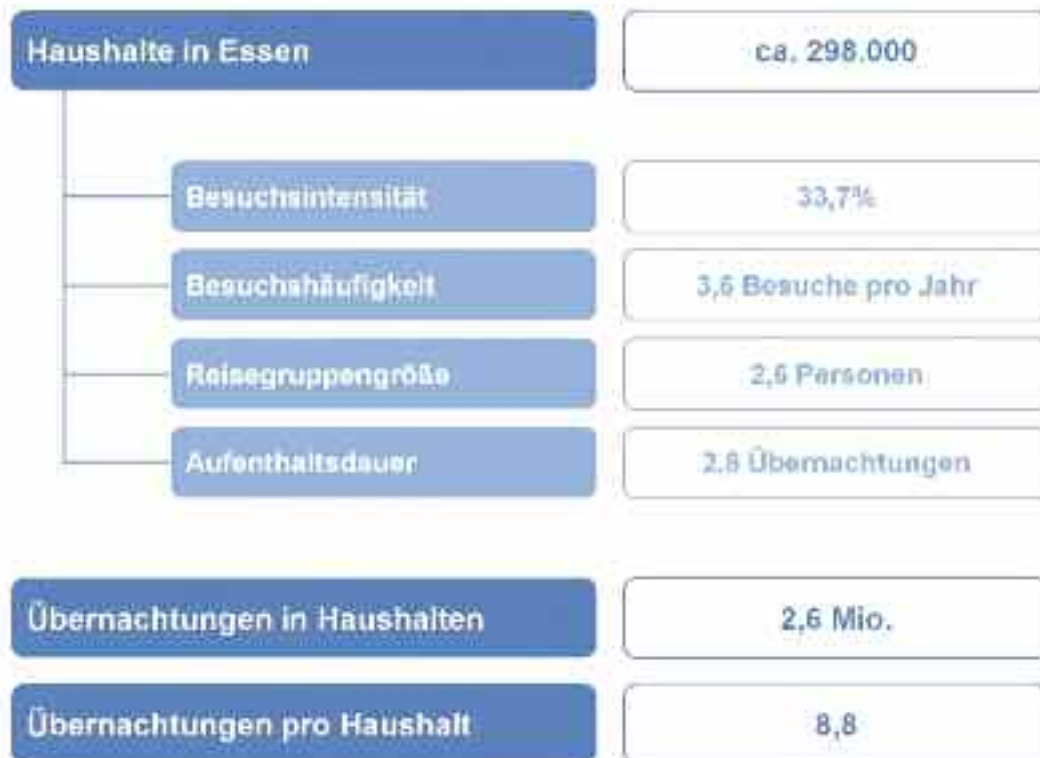 Haushalte in Essen
ca. 298.000
Besuchsintensität
33,7%
Besuchshäufigkeit
3,6 Besuche pro Jahr
Reisegruppengröße
2,6 Personen
Aufenthaltsdauer
2,8 Übernachtungen
Übernachtungen in Haushalten
2,6 Mio.
Übernachtungen pro Haushalt
8,8